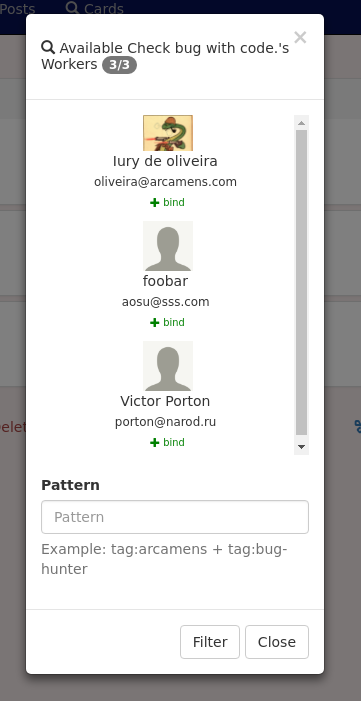 Posts Cards
Available Check bug with code.'s
Workers 3/3
×
Iury de oliveira
oliveira@arcamens.com
bind
foobar
aosu@sss.com
bind
Victor Porton
porton@narod.ru
bind
Pattern
Pattern
Example: tag:arcamens + tag:bug-
hunter
Filter Close